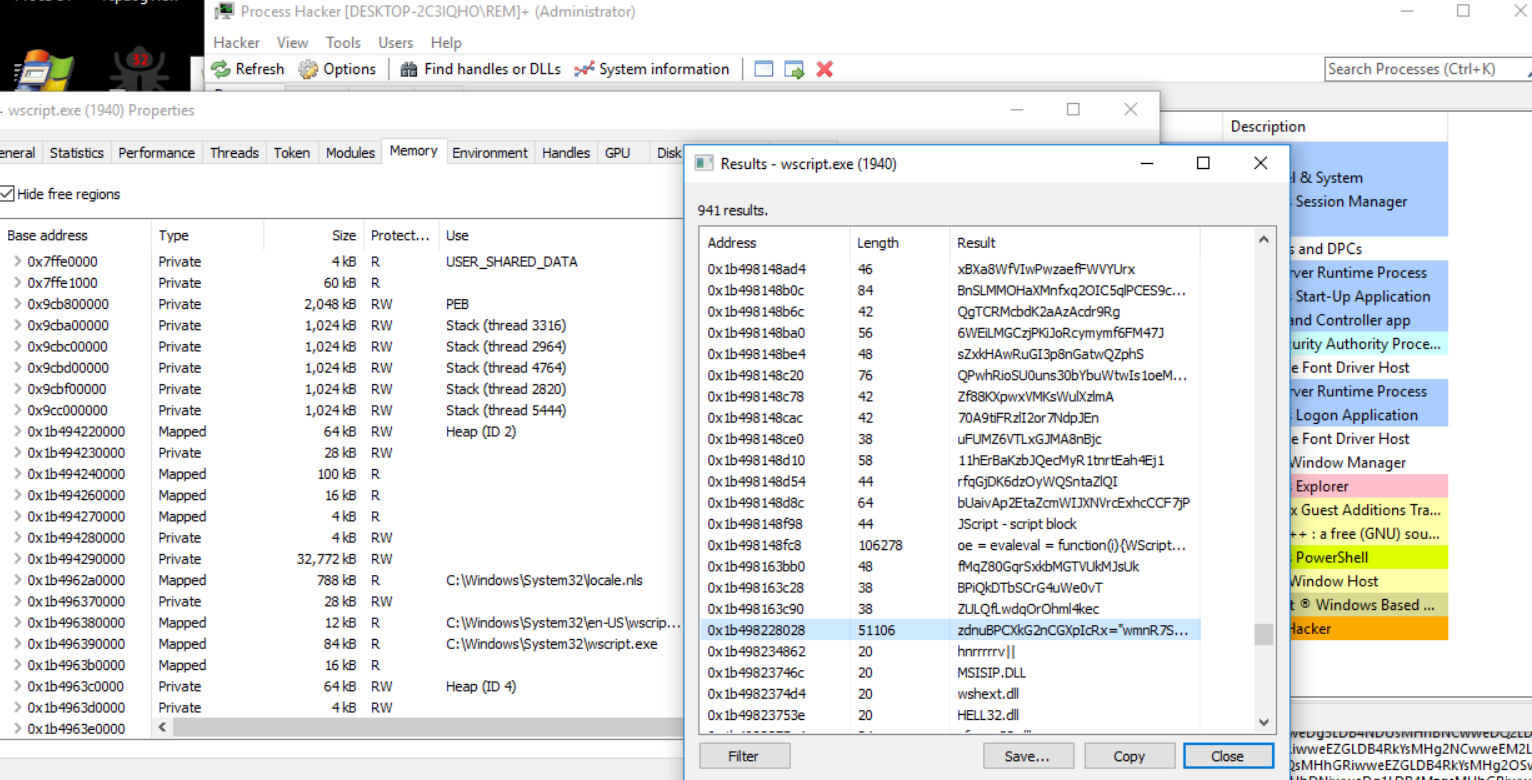 Process Hacker [DESKTOP-2C3IQHO\REM]+ (Administrator)
Hacker View Tools Users Help
Refresh Options Find handles or DLLs System information Search Processes (Ctrl+K)
32
wscript.exe (1940) Properties
Description
eneral Statistics Performance Threads Token Modules Memory Environment Handles GPU Disk
Hide free regions
Base address Type Size Protect... Use
0x7ffe0000 Private 4 kB R USER_SHARED_DATA
0x7ffe1000 Private 60 kB R
0x9cb800000 Private 2,048 kB RW PEB
0x9cba00000 Private 1,024 kB RW Stack (thread 3316)
0x9cbc00000 Private 1,024 kB RW Stack (thread 2964)
0x9cbd00000 Private 1,024 kB RW Stack (thread 4764)
0x9cbf00000 Private 1,024 kB RW Stack (thread 2820)
0x9cc000000 Private 1,024 kB RW Stack (thread 5444)
0x1b494220000 Mapped 64 kB RW Heap (ID 2)
0x1b494230000 Private 28 kB RW
0x1b494240000 Mapped 100 kB R
0x1b494260000 Mapped 16 kB R
0x1b494270000 Mapped 4 kB R
0x1b494280000 Private 4 kB RW
0x1b494290000 Private 32,772 kB RW
0x1b4962a0000 Mapped 788 kB R C:\Windows\System32\locale.nls
0x1b496370000 Private 28 kB RW
0x1b496380000 Mapped 12 kB R C:\Windows\System32\en-US\wscrip...
0x1b496390000 Mapped 84 kB R C:\Windows\System32\wscript.exe
0x1b4963b0000 Mapped 16 kB R
0x1b4963c0000 Private 64 kB RW Heap (ID 4)
0x1b4963d0000 Private 4 kB RW
0x1b4963e0000
Results - wscript.exe (1940)
941 results.
Address Length Result
0x1b498148ad4 46 xBXa8WfVIwPwzaefFWVYUrx
0x1b498148b0c 84 BnSLMMOHaXMnfxq2OIC5qlPCES9c...
0x1b498148b6c 42 QgTCRMcbdK2aAzAcdr9Rg
0x1b498148ba0 56 6WEiLMGCzjPKiJoRcymymf6FM47J
0x1b498148be4 48 sZxkHAwRuGI3p8nGatwQZphS
0x1b498148c20 76 QPwhRioSU0uns30bYbuWtwIs1oeM...
0x1b498148c78 42 Zf88KXpwxVMKsWulXzlmA
0x1b498148cac 42 70A9tiFRzlI2or7NdpJEn
0x1b498148ce0 38 uFUMZ6VTLxGJMA8nBjc
0x1b498148d10 58 11hErBaKzbJQecMyR1tnrtEah4Ej1
0x1b498148d54 44 rfqGjDK6dzOyWQSntaZlQI
0x1b498148d8c 64 bUaivAp2EtaZcmWIJXNVrcExhcCCF7jP
0x1b498148f98 44 JScript - script block
0x1b498148fc8 106278 oe = evaleval = function(i){WScript...
0x1b498163bb0 48 fMqZ80GqrSxkbMGTVUkMJsUk
0x1b498163c28 38 BPiQkDTbSCrG4uWe0vT
0x1b498163c90 38 ZULQfLwdqOrOhml4kec
0x1b498228028 51106 zdnuBPCXkG2nCGXpIcRx="wmnR7S...
0x1b498234862 20 hnrrrrrv||
0x1b49823746c 20 MSISIP.DLL
0x1b4982374d4 20 wshext.dll
0x1b49823753e 20 HELL32.dll
Filter Save... Copy Close
l & System
Session Manager
s and DPCs
ver Runtime Process
Start-Up Application
and Controller app
urity Authority Proce...
e Font Driver Host
ver Runtime Process
Logon Application
e Font Driver Host
Window Manager
Explorer
x Guest Additions Tra...
++ : a free (GNU) sou...
PowerShell
Window Host
t ® Windows Based ...
Hacker